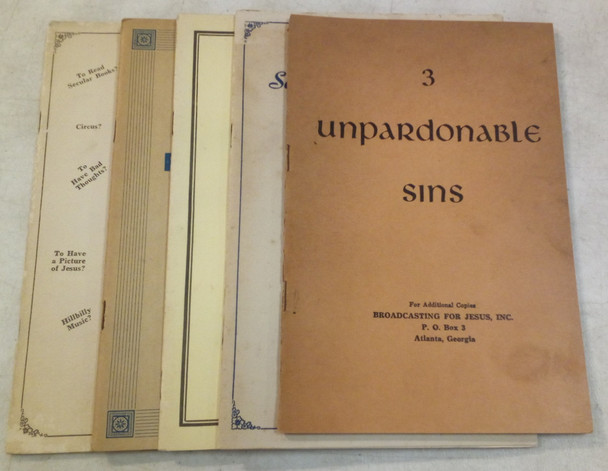 To Read
Secular Books?
Circus?
To
Have Bad
Thoughts?
To Have
a Picture
of Jesus?
Hillbilly
Music?
3
unpardonable
sins
For Additional Copies
BROADCASTING FOR JESUS, INC.
P. O. Box 3
Atlanta, Georgia